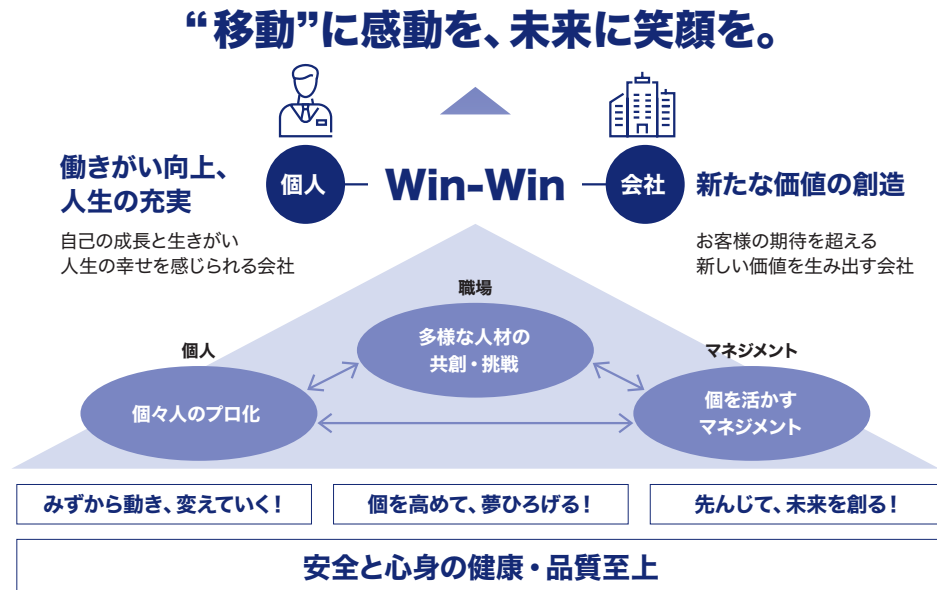 “移動”に感動を、未来に笑顔を。
働きがい向上、
人生の充実
個人
Win-Win
会社
新たな価値の創造
自己の成長と生きがい
人生の幸せを感じられる会社
お客様の期待を超える
新しい価値を生み出す会社
職場
多様な人材の
共創・挑戦
個人
個々人のプロ化
マネジメント
個を活かす
マネジメント
みずから動き、変えていく！
個を高めて、夢ひろげる！
先んじて、未来を創る！
安全と心身の健康・品質至上